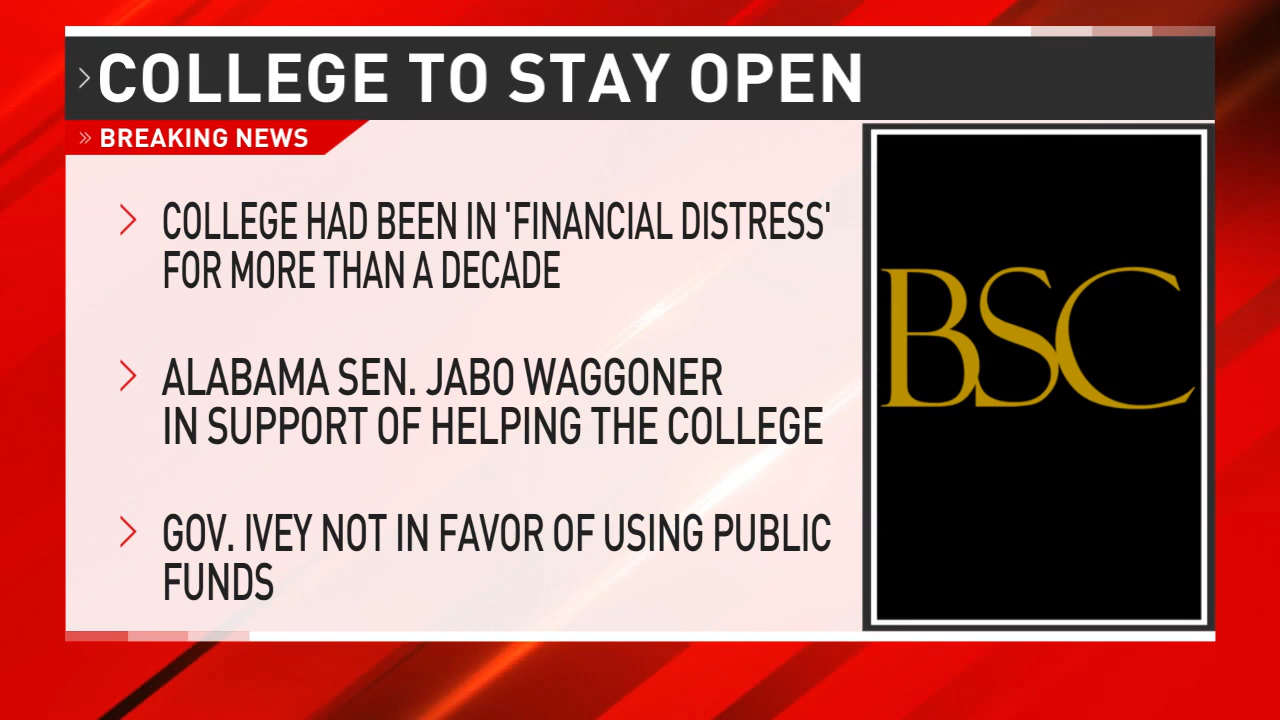 COLLEGE TO STAY OPEN
BREAKING NEWS
COLLEGE HAD BEEN IN 'FINANCIAL DISTRESS'
FOR MORE THAN A DECADE
ALABAMA SEN. JABO WAGGONER
IN SUPPORT OF HELPING THE COLLEGE
GOV. IVEY NOT IN FAVOR OF USING PUBLIC
FUNDS
BSC